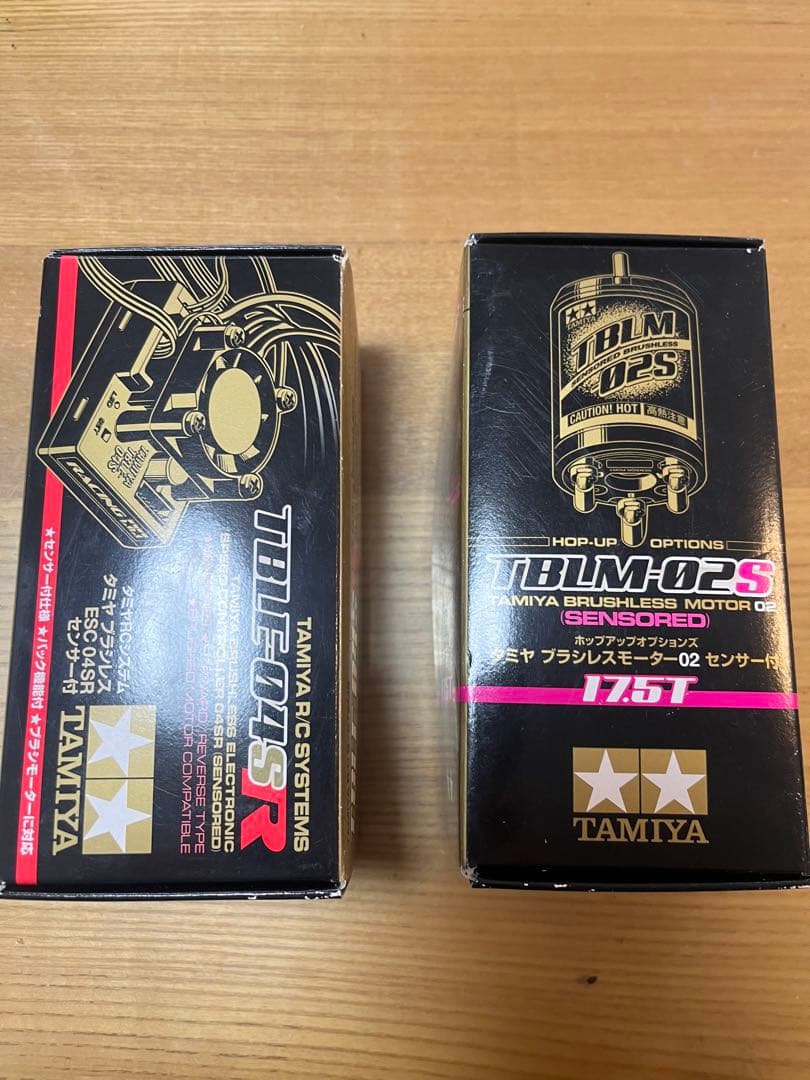 TAMIYA R/C SYSTEMS
TBLE-04SR
TAMIYA BRUSHLESS ELECTRONIC
SPEED CONTROLLER 04SR (SENSORED)
REVERSE TYPE
MOTOR COMPATIBLE
タミヤRCシステム
タミヤ ブラシレス
ESC 04SR
センサー付
TAMIYA
★センサー付仕様 ★バック機能付 ★ブラシモーターに対応
RACING
TAMIYA
TBLM
SENSORED BRUSHLESS
02S
CAUTION! HOT 高熱注意
HOP-UP OPTIONS
TBLM-02S
TAMIYA BRUSHLESS MOTOR 02
(SENSORED)
ホップアップオプションズ
タミヤ ブラシレスモーター02 センサー付
17.5T
TAMIYA